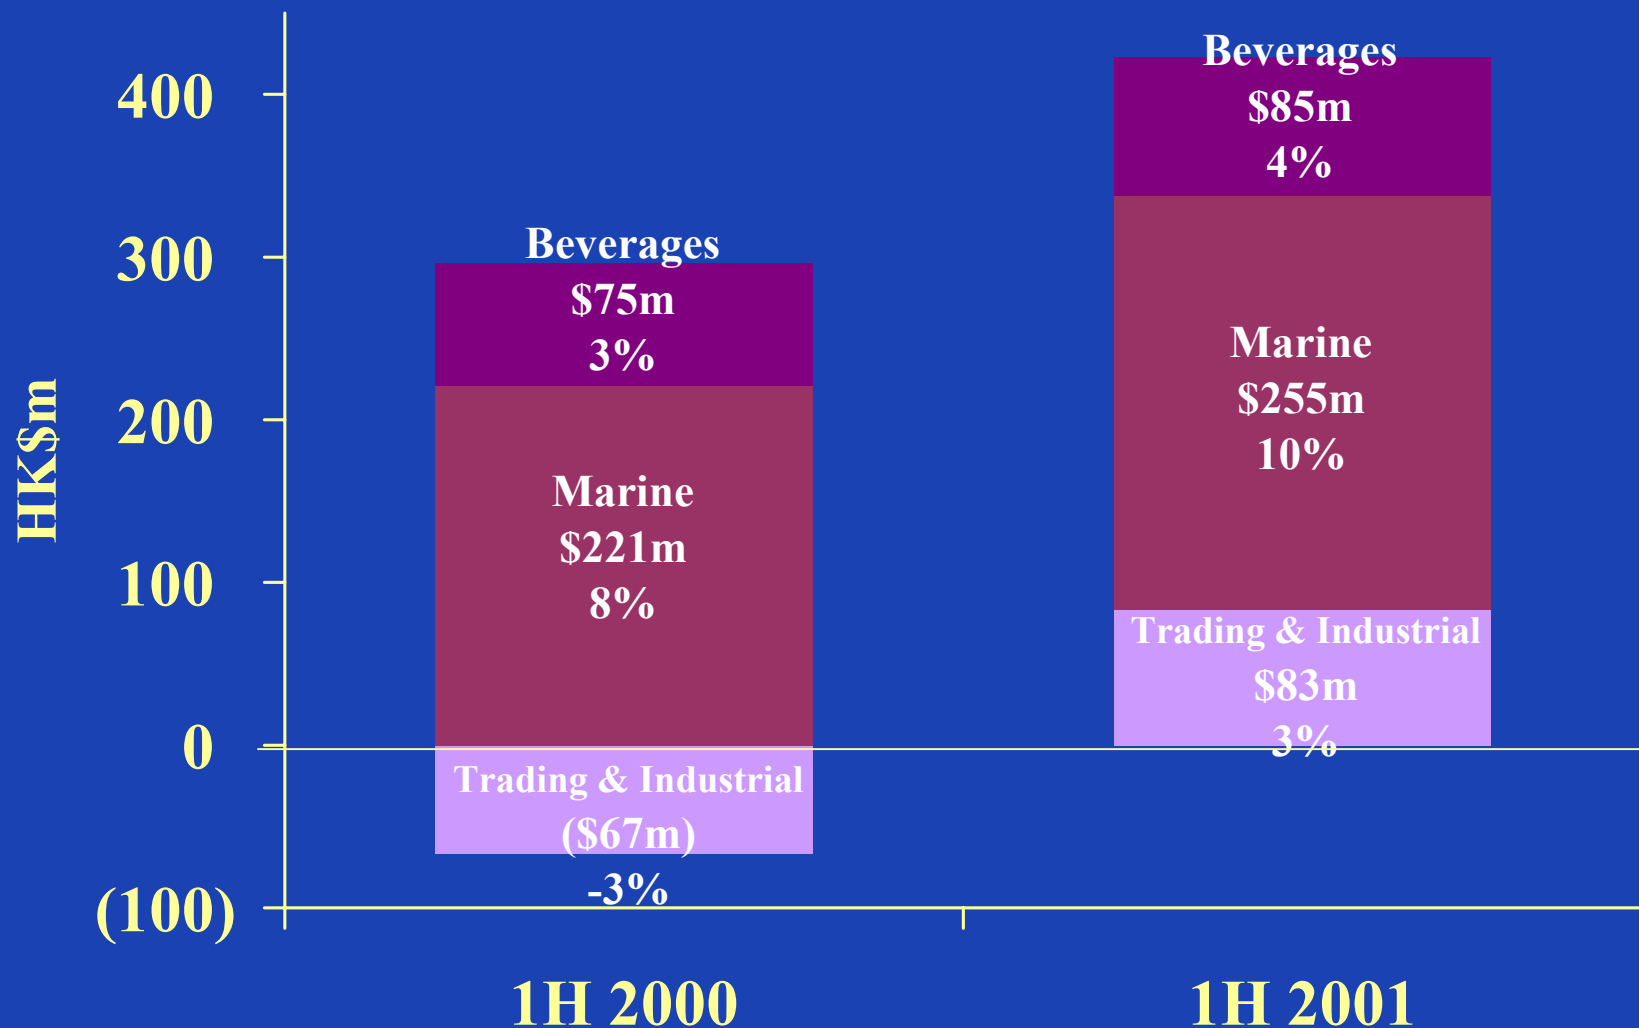 HK$m
400
300
200
100
0
(100)
Beverages
$75m
3%
Marine
$221m
8%
Trading & Industrial
($67m)
-3%
Beverages
$85m
4%
Marine
$255m
10%
Trading & Industrial
$83m
3%
1H 2000
1H 2001